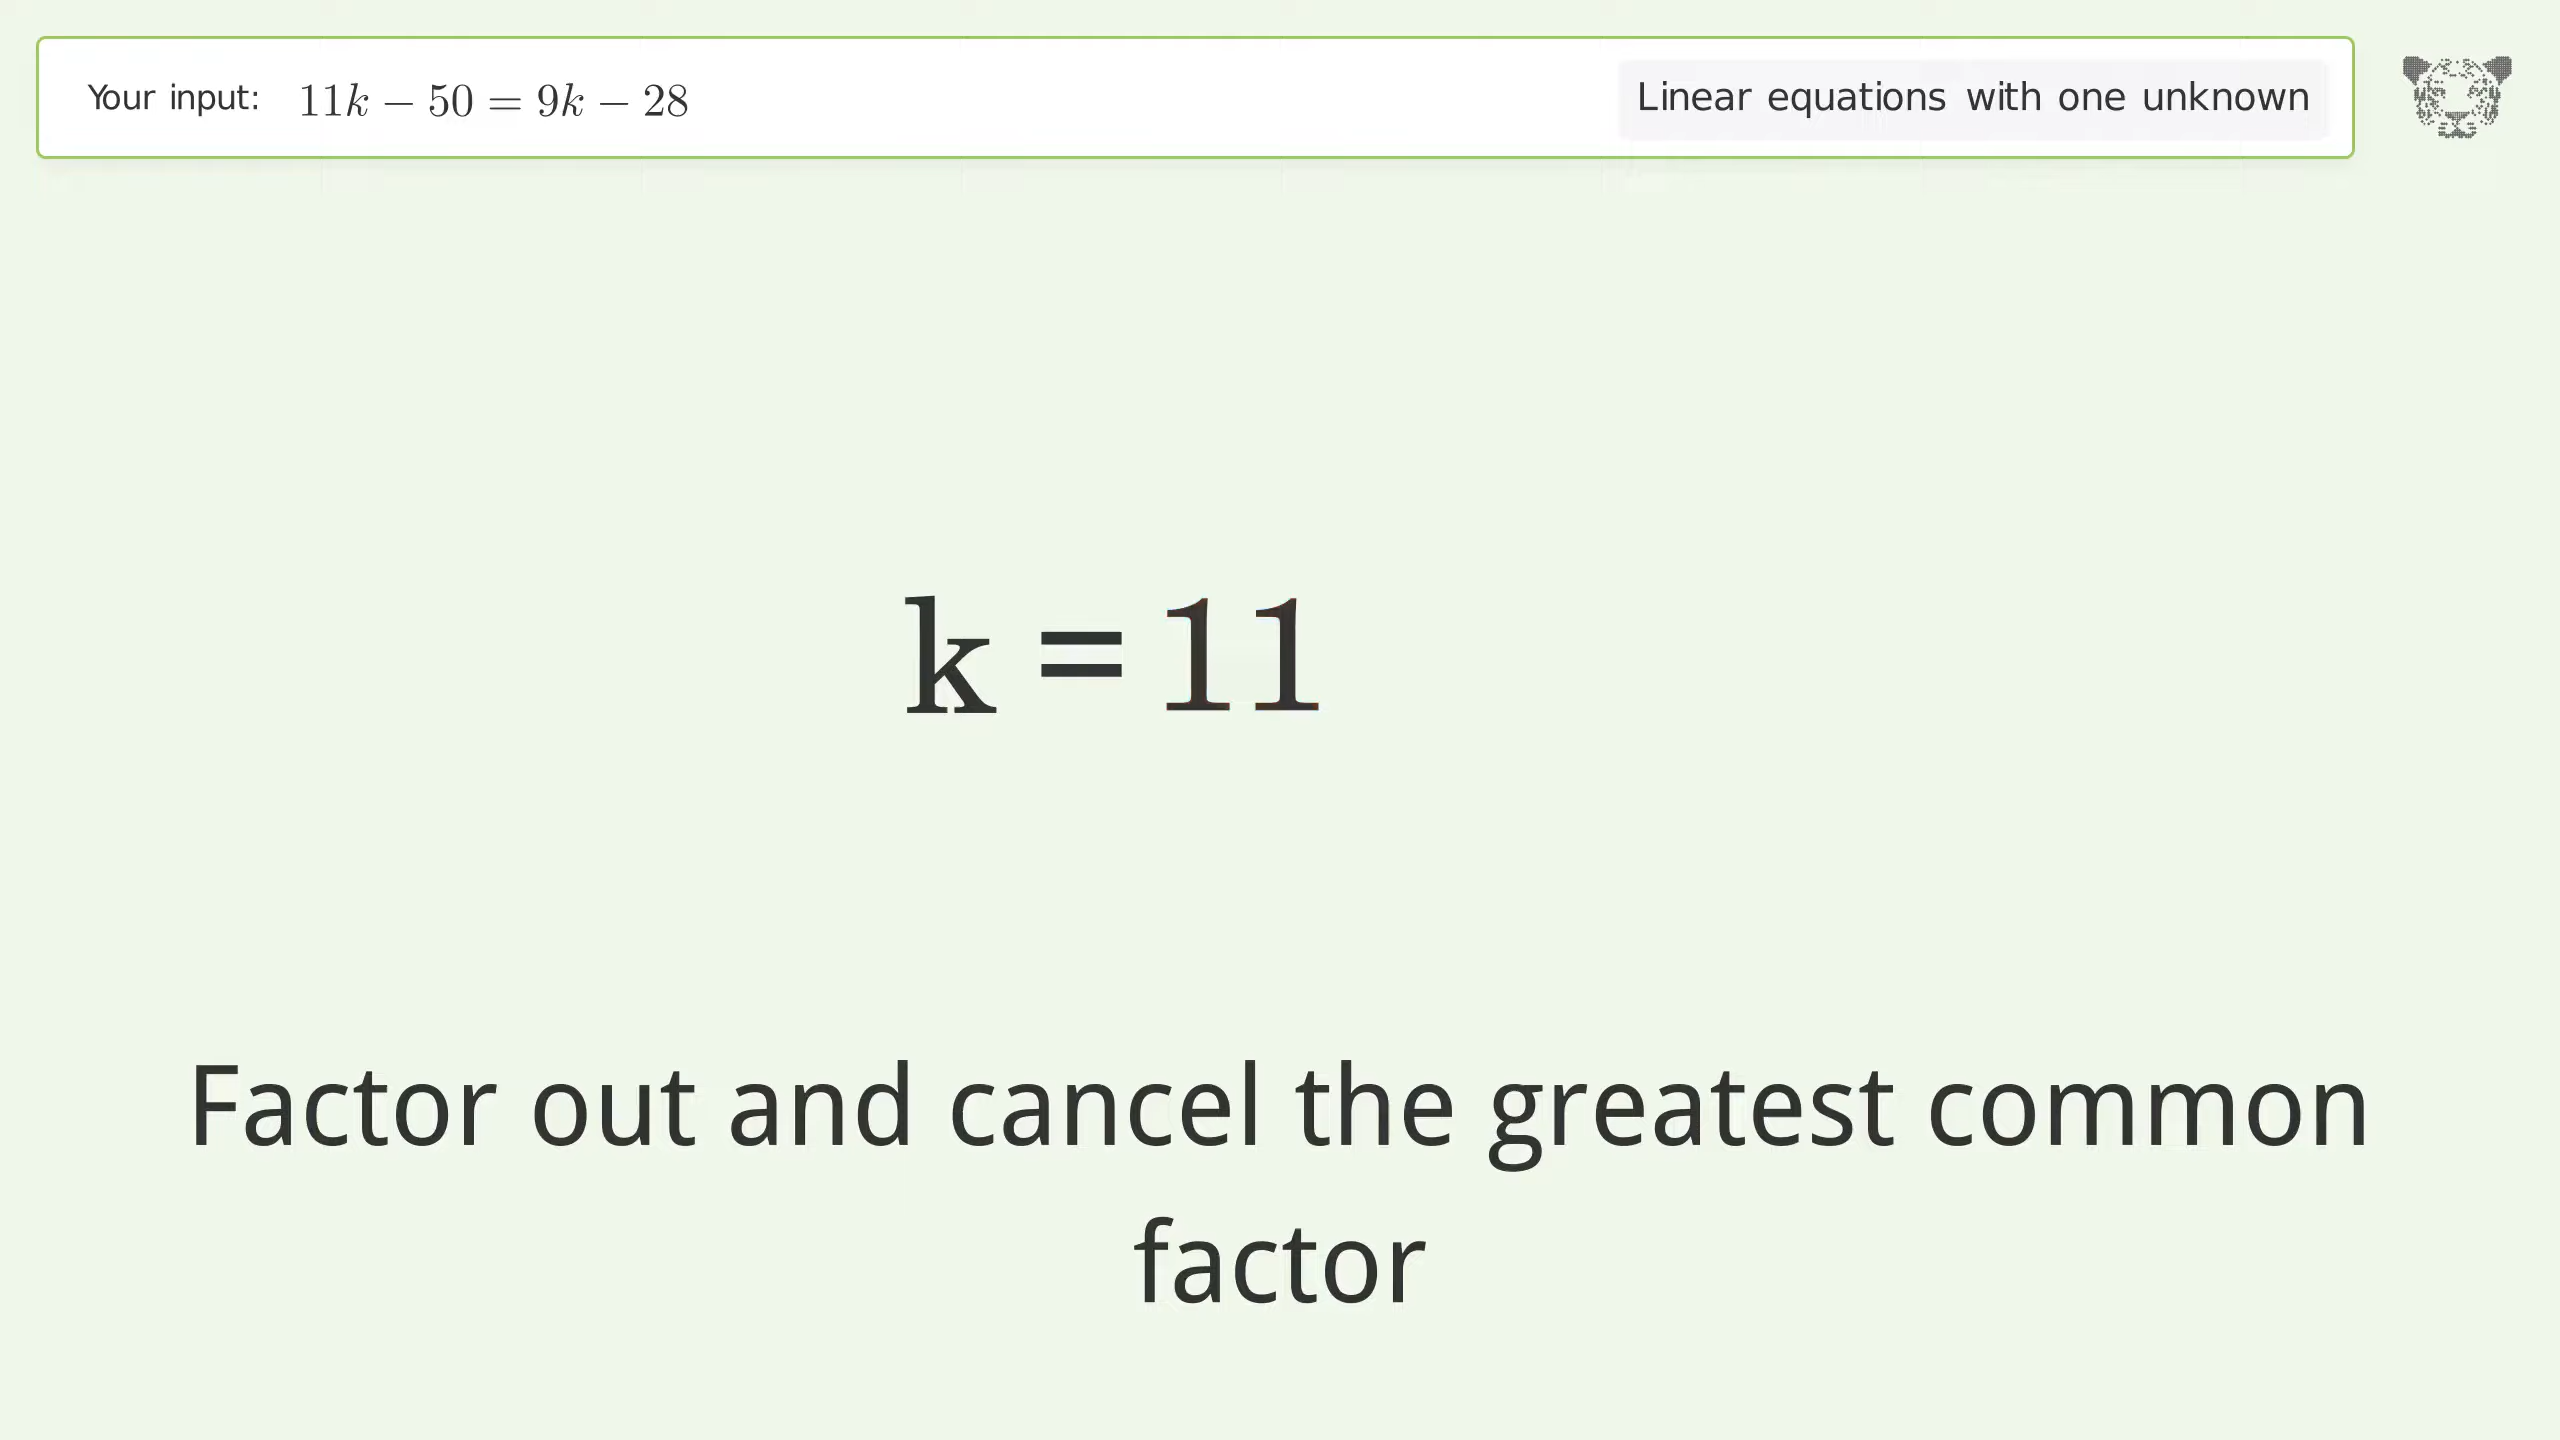 Your input: 11k − 50 = 9k − 28
Linear equations with one unknown
k = 11
Factor out and cancel the greatest common
factor